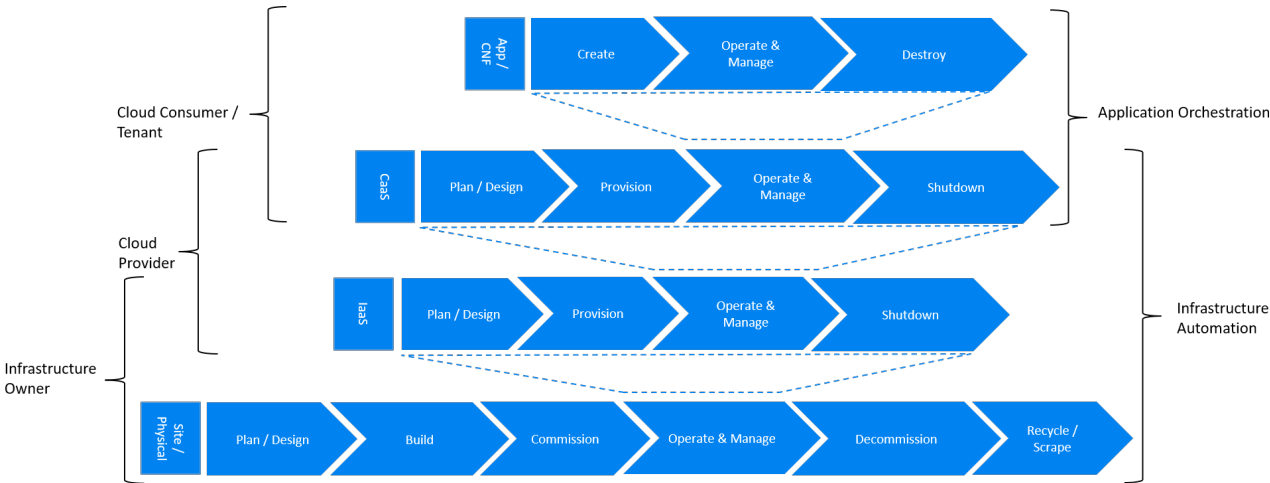 App /
CNF
Create
Operate &
Manage
Destroy
Cloud Consumer /
Tenant
Application Orchestration
CaaS
Plan / Design
Provision
Operate &
Manage
Shutdown
Cloud
Provider
IaaS
Plan / Design
Provision
Operate &
Manage
Shutdown
Infrastructure
Automation
Infrastructure
Owner
Site /
Physical
Plan / Design
Build
Commission
Operate & Manage
Decommission
Recycle /
Scrape